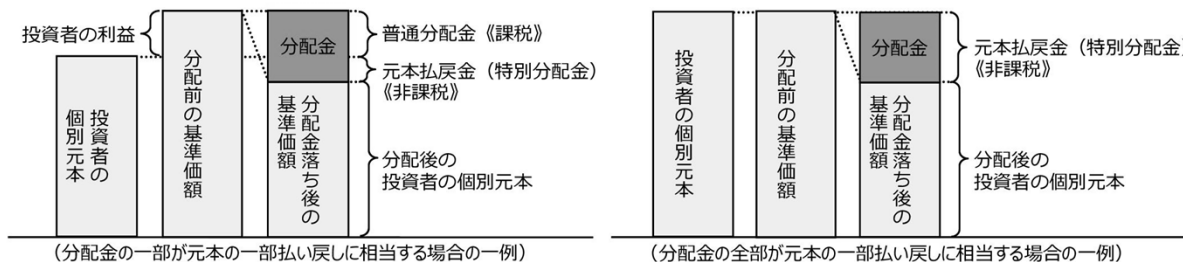 投資者の利益
投資者の
個別元本
分配前の基準価額
分配金
分配金落ち後の
基準価額
普通分配金《課税》
元本払戻金（特別分配金）
《非課税》
分配後の
投資者の個別元本
（分配金の一部が元本の一部払い戻しに相当する場合の一例）
投資者の個別元本
分配前の基準価額
分配金
分配金落ち後の
基準価額
元本払戻金（特別分配金）
《非課税》
分配後の
投資者の個別元本
（分配金の全部が元本の一部払い戻しに相当する場合の一例）